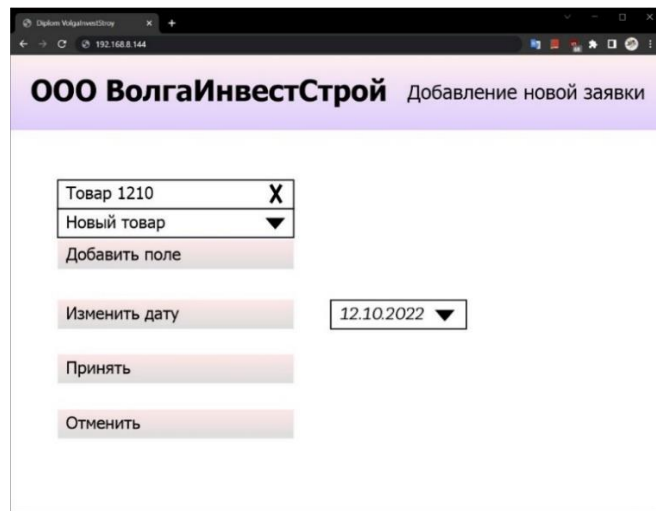 Diplom VolgaInvestStroy
192.168.8.144
ООО ВолгаИнвестСтрой Добавление новой заявки
Товар 1210 X
Новый товар
Добавить поле
Изменить дату 12.10.2022
Принять
Отменить